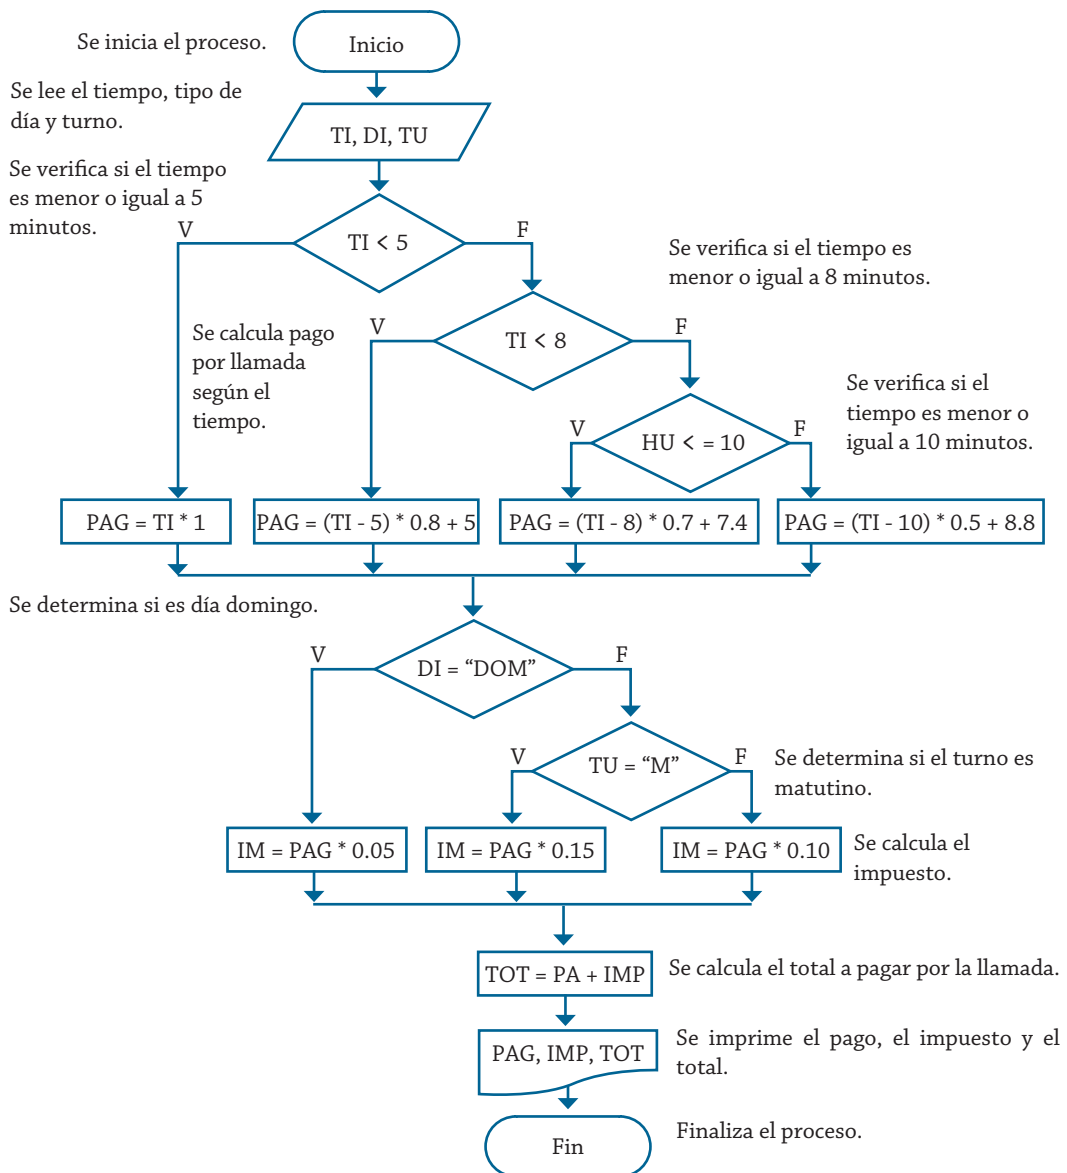 Se inicia el proceso.
Inicio
Se lee el tiempo, tipo de
día y turno.
TI, DI, TU
Se verifica si el tiempo
es menor o igual a 5
minutos.
V
TI < 5
F
Se verifica si el tiempo es
menor o igual a 8 minutos.
Se calcula pago
por llamada
según el
tiempo.
V
TI < 8
F
Se verifica si el
tiempo es menor o
igual a 10 minutos.
V
HU < = 10
F
PAG = TI * 1
PAG = (TI - 5) * 0.8 + 5
PAG = (TI - 8) * 0.7 + 7.4
PAG = (TI - 10) * 0.5 + 8.8
Se determina si es día domingo.
V
DI = “DOM”
F
V
TU = “M”
F
Se determina si el turno es
matutino.
IM = PAG * 0.05
IM = PAG * 0.15
IM = PAG * 0.10
Se calcula el
impuesto.
TOT = PA + IMP
Se calcula el total a pagar por la llamada.
PAG, IMP, TOT
Se imprime el pago, el impuesto y el
total.
Fin
Finaliza el proceso.